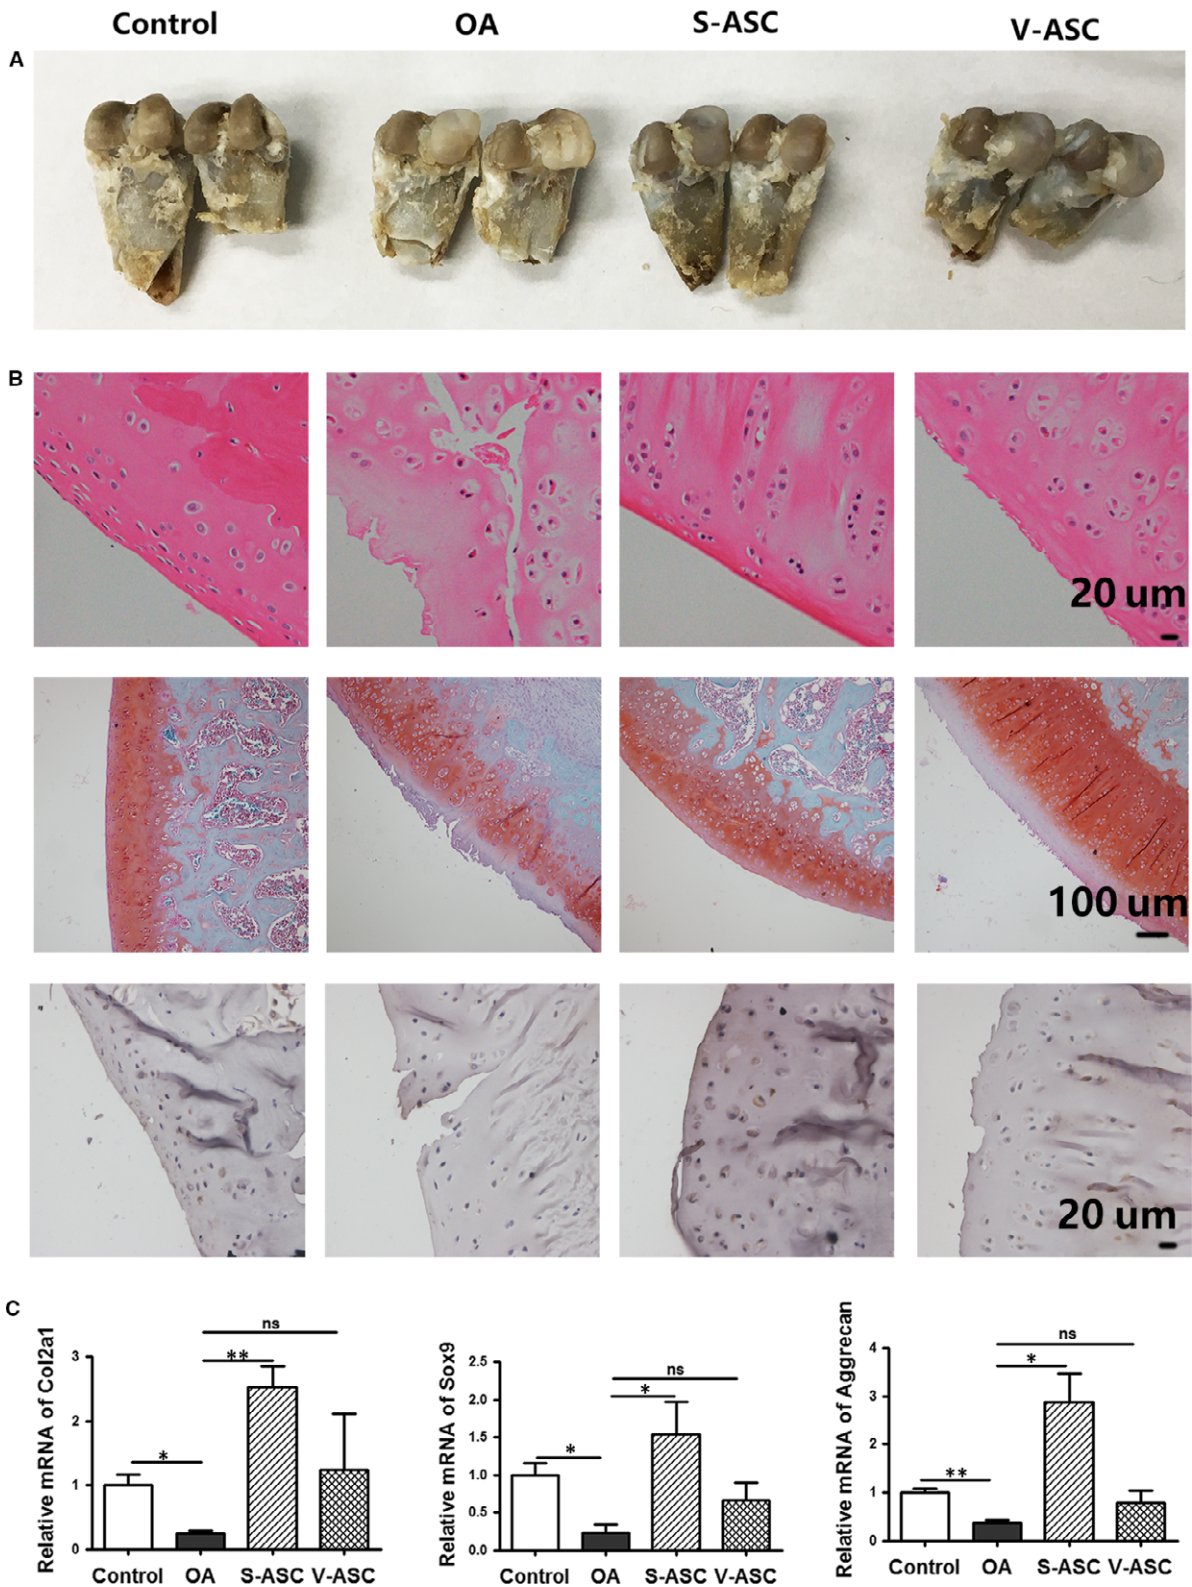 Control OA S-ASC V-ASC
A
B
20 um
100 um
20 um
C
Relative mRNA of Col2a1
3
2
1
0
ns
**
*
Control OA S-ASC V-ASC
Relative mRNA of Sox9
2.5
2.0
1.5
1.0
0.5
0.0
ns
*
*
Control OA S-ASC V-ASC
Relative mRNA of Aggrecan
4
3
2
1
0
ns
*
**
Control OA S-ASC V-ASC